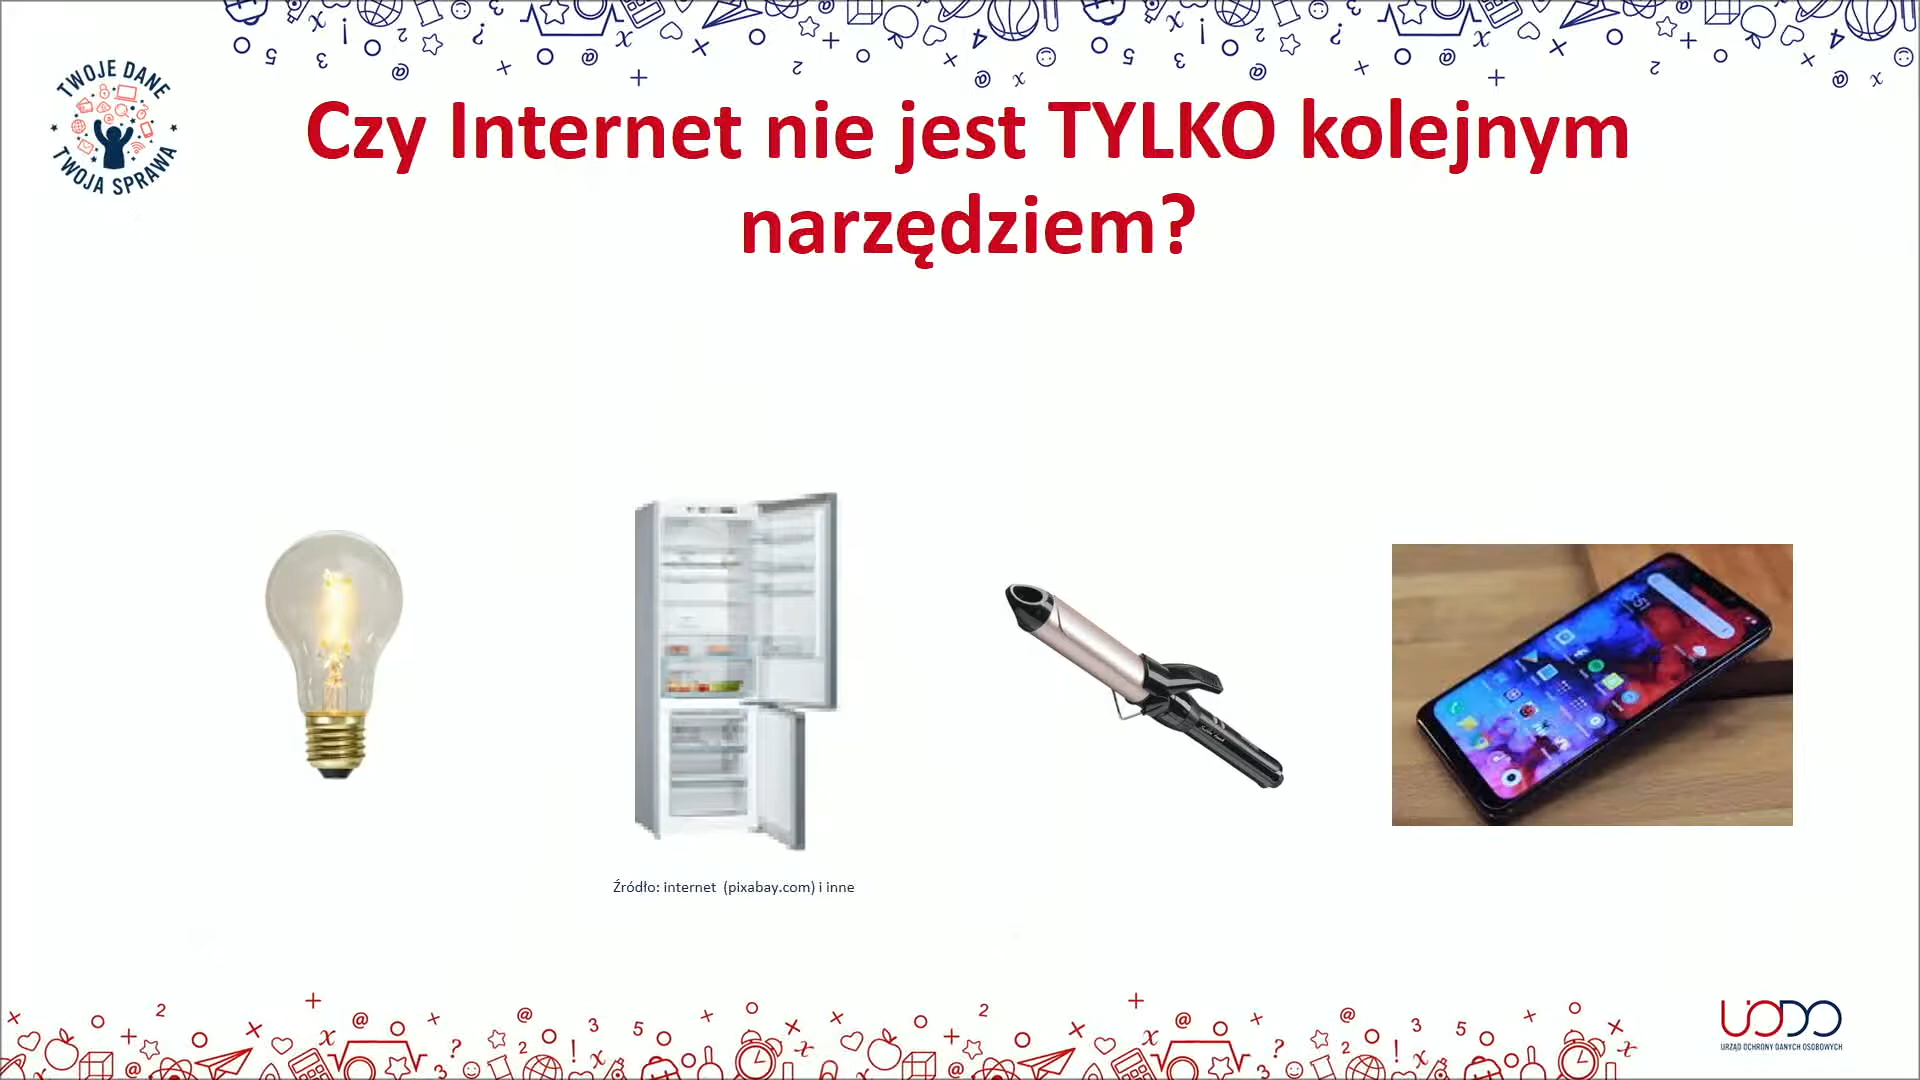 TWOJE DANE
TWOJA SPRAWA
Czy Internet nie jest TYLKO kolejnym
narzędziem?
Źródło: internet (pixabay.com) i inne
UODO
URZĄD OCHRONY DANYCH OSOBOWYCH